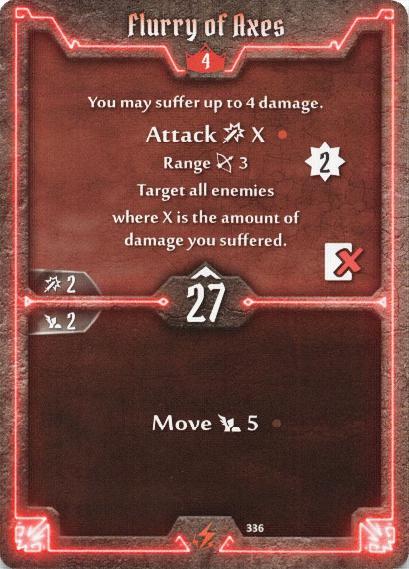 Flurry of Axes
4
You may suffer up to 4 damage.
Attack X
Range 3
2
Target all enemies
where X is the amount of
damage you suffered.
2
27
2
Move 5
336